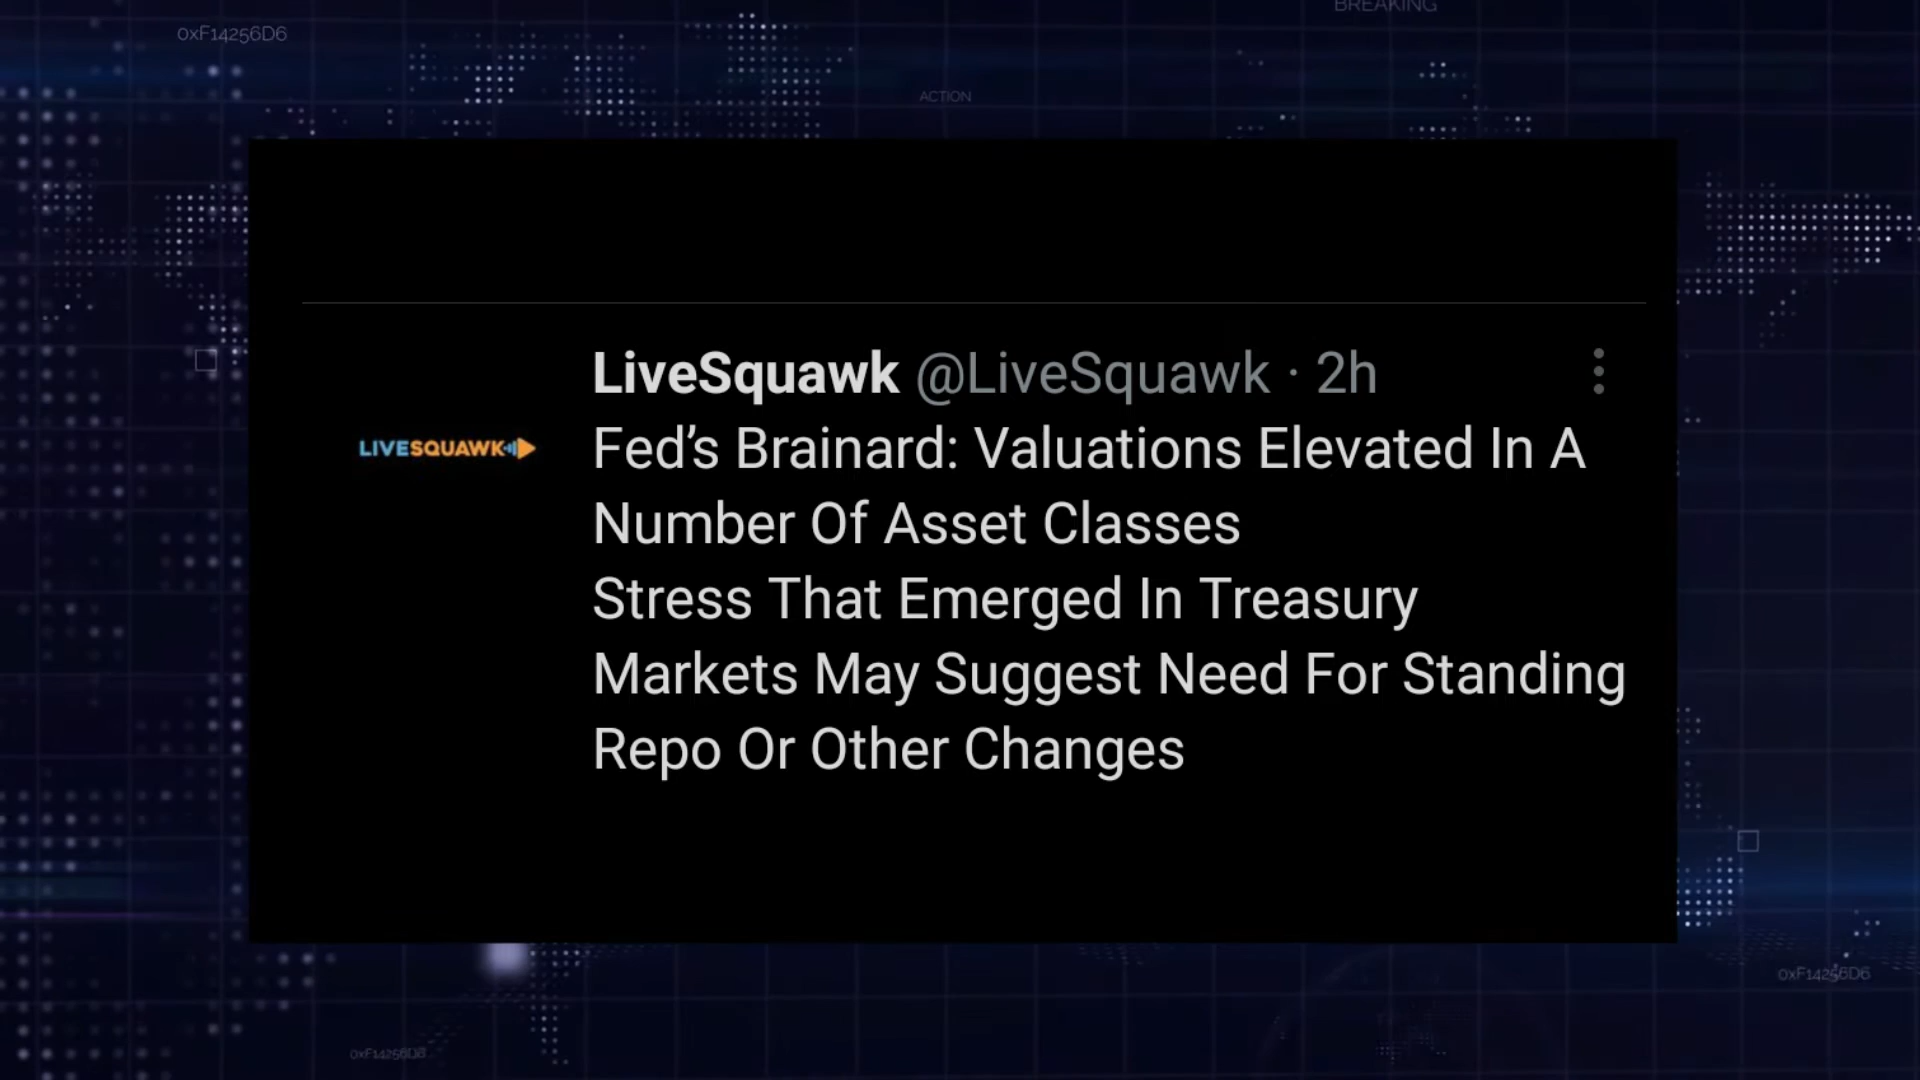 BREAKING
0xF14256D6
ACTION
LiveSquawk @LiveSquawk · 2h
LIVESQUAWK
Fed’s Brainard: Valuations Elevated In A
Number Of Asset Classes
Stress That Emerged In Treasury
Markets May Suggest Need For Standing
Repo Or Other Changes
0xF14256D6
0xF14256D6